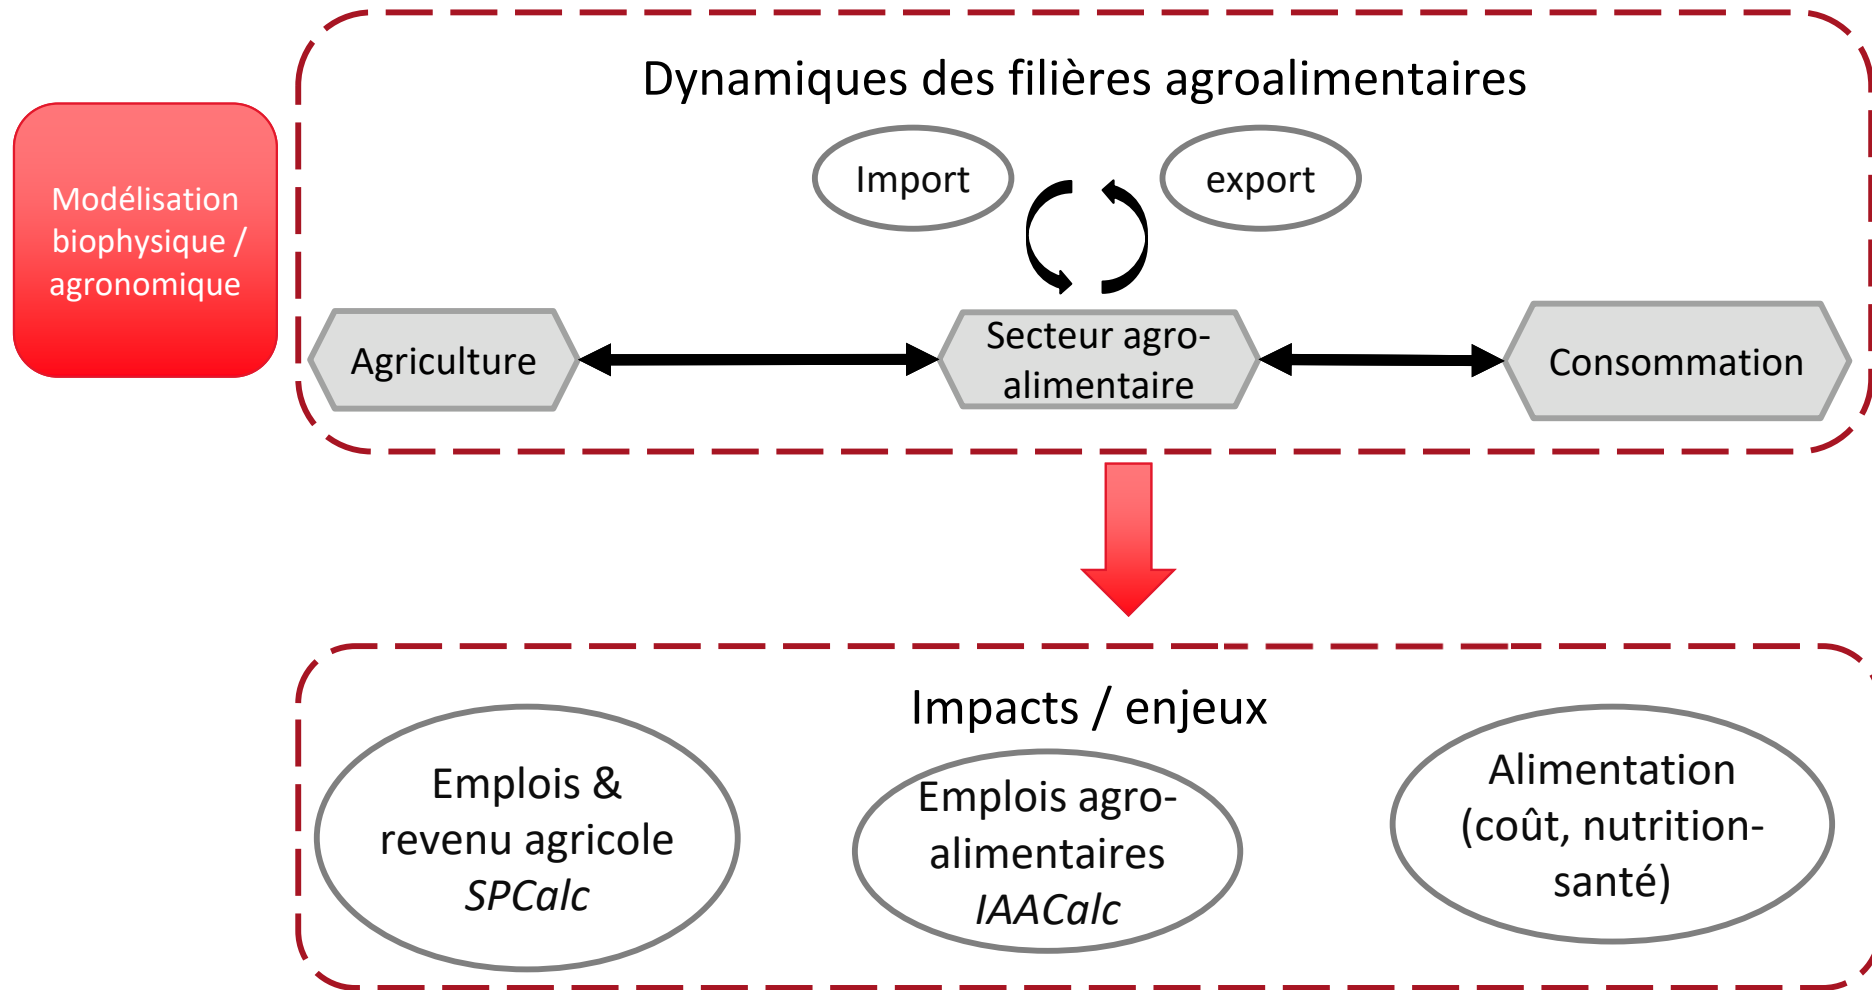 Dynamiques des filières agroalimentaires
Modélisation
biophysique /
agronomique
Import
export
Agriculture
Secteur agro-
alimentaire
Consommation
Impacts / enjeux
Emplois &
revenu agricole
SPCalc
Emplois agro-
alimentaires
IAACalc
Alimentation
(coût, nutrition-
santé)